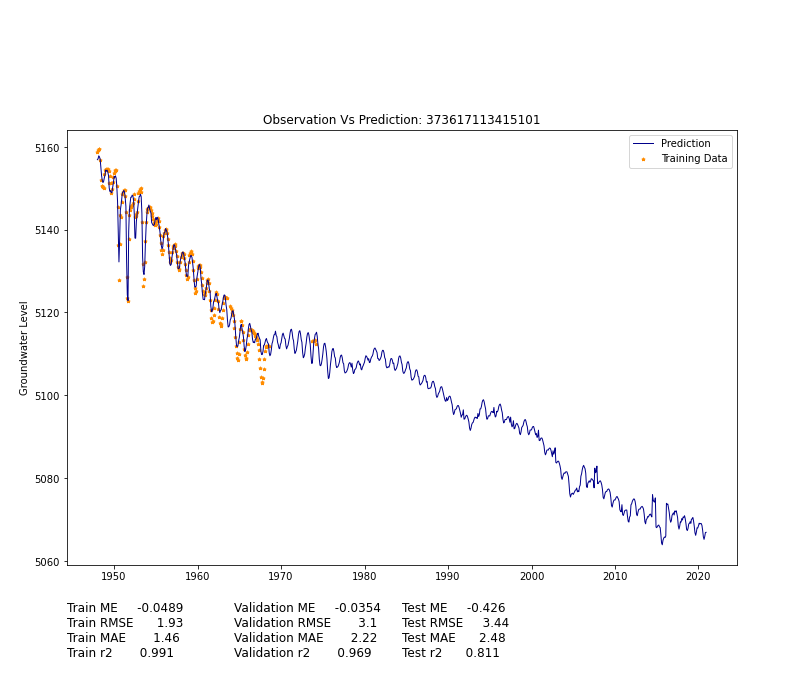 Observation Vs Prediction: 373617113415101
Prediction
Training Data
Groundwater Level
5160
5140
5120
5100
5080
5060
1950 1960 1970 1980 1990 2000 2010 2020
Train ME -0.0489 Validation ME -0.0354 Test ME -0.426
Train RMSE 1.93 Validation RMSE 3.1 Test RMSE 3.44
Train MAE 1.46 Validation MAE 2.22 Test MAE 2.48
Train r2 0.991 Validation r2 0.969 Test r2 0.811